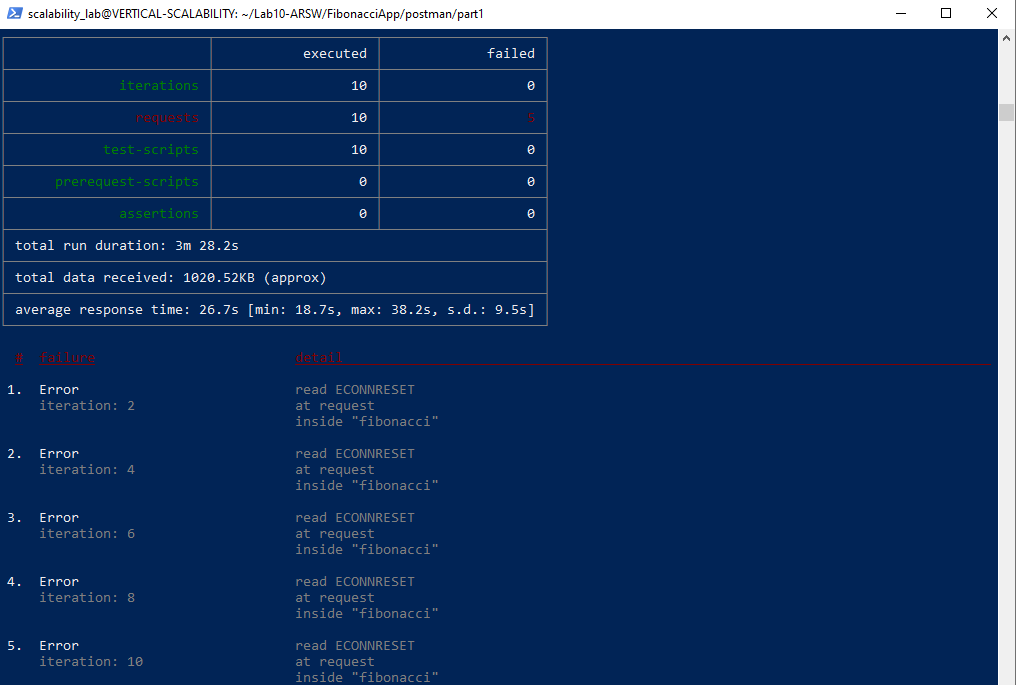 scalability_lab@VERTICAL-SCALABILITY: ~/Lab10-ARSW/FibonacciApp/postman/part1
executed failed
iterations 10 0
requests 10 5
test-scripts 10 0
prerequest-scripts 0 0
assertions 0 0
total run duration: 3m 28.2s
total data received: 1020.52KB (approx)
average response time: 26.7s [min: 18.7s, max: 38.2s, s.d.: 9.5s]
# failure detail
1. Error read ECONNRESET
iteration: 2 at request
inside "fibonacci"
2. Error read ECONNRESET
iteration: 4 at request
inside "fibonacci"
3. Error read ECONNRESET
iteration: 6 at request
inside "fibonacci"
4. Error read ECONNRESET
iteration: 8 at request
inside "fibonacci"
5. Error read ECONNRESET
iteration: 10 at request
inside "fibonacci"